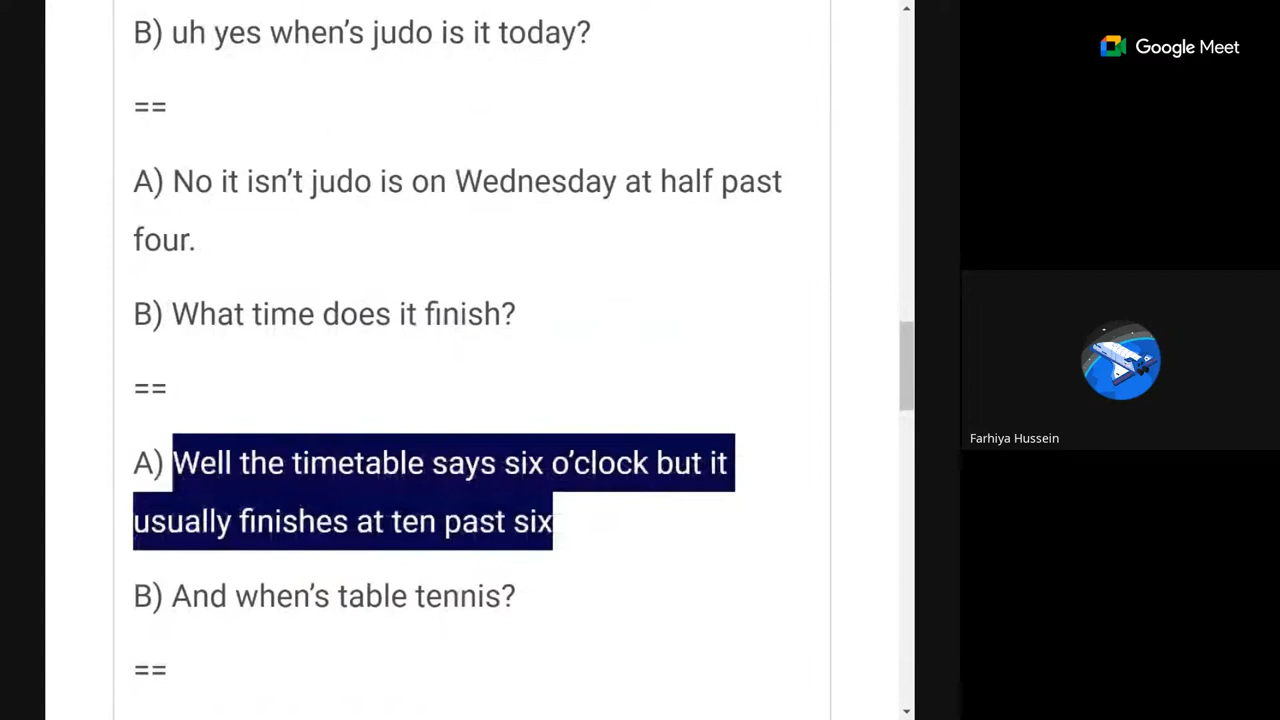 B) uh yes when’s judo is it today?
==
A) No it isn’t judo is on Wednesday at half past
four.
B) What time does it finish?
==
A) Well the timetable says six o’clock but it
usually finishes at ten past six
B) And when’s table tennis?
==
Google Meet
Farhiya Hussein